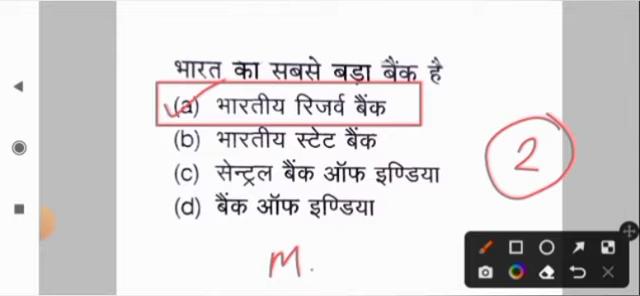 भारत का सबसे बड़ा बैंक है
(a) भारतीय रिजर्व बैंक
(b) भारतीय स्टेट बैंक
(c) सेन्ट्रल बैंक ऑफ इण्डिया
(d) बैंक ऑफ इण्डिया
2
M.